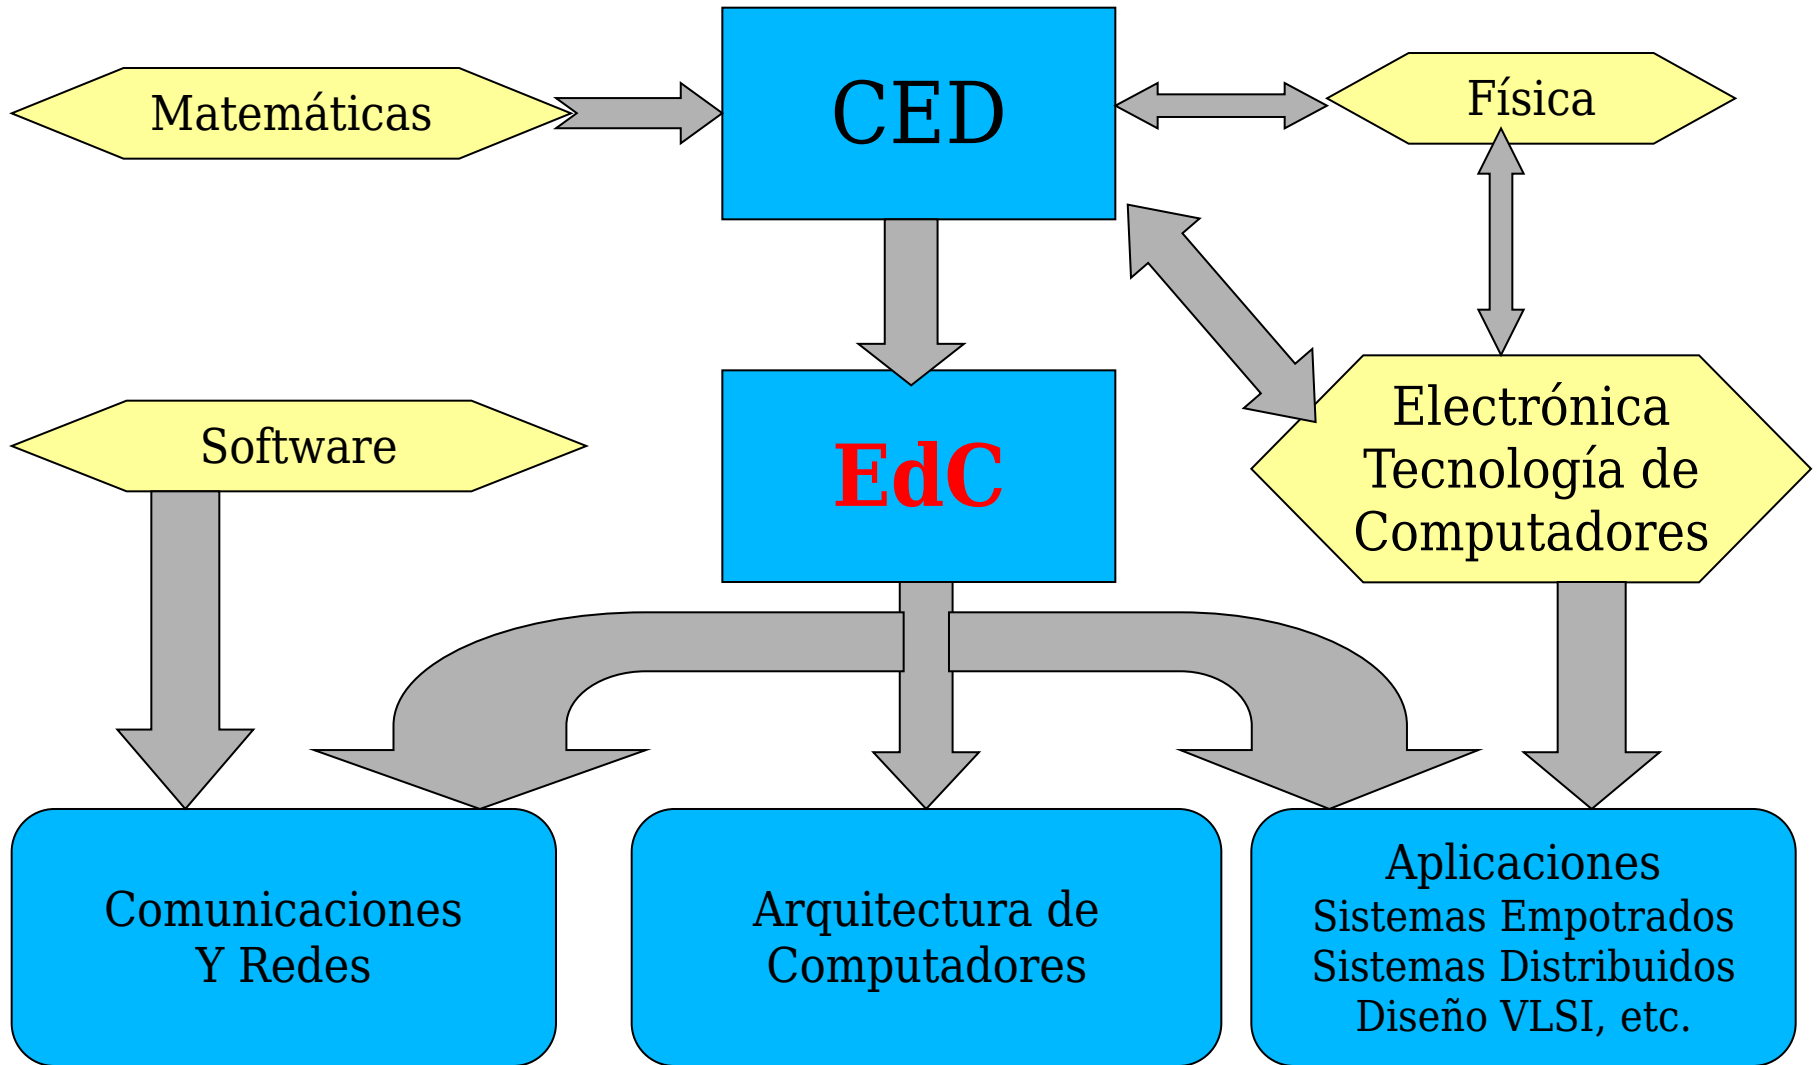 Matemáticas
CED
Física
Software
EdC
Electrónica
Tecnología de
Computadores
Comunicaciones
Y Redes
Arquitectura de
Computadores
Aplicaciones
Sistemas Empotrados
Sistemas Distribuidos
Diseño VLSI, etc.